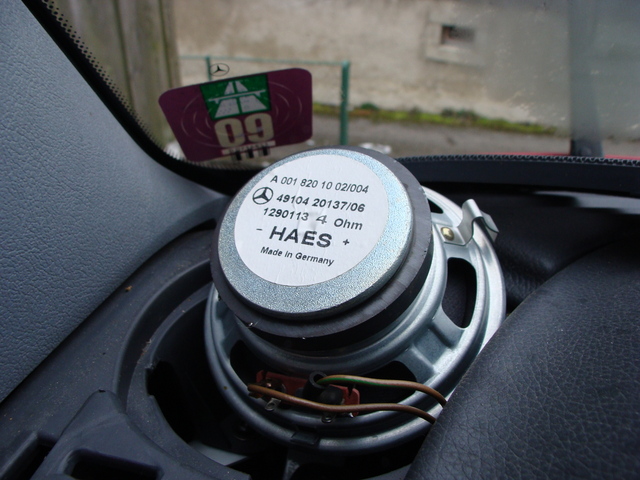 A 001 820 10 02/004
49104 20137/06
1290113 4 Ohm
- HAES +
Made in Germany
09